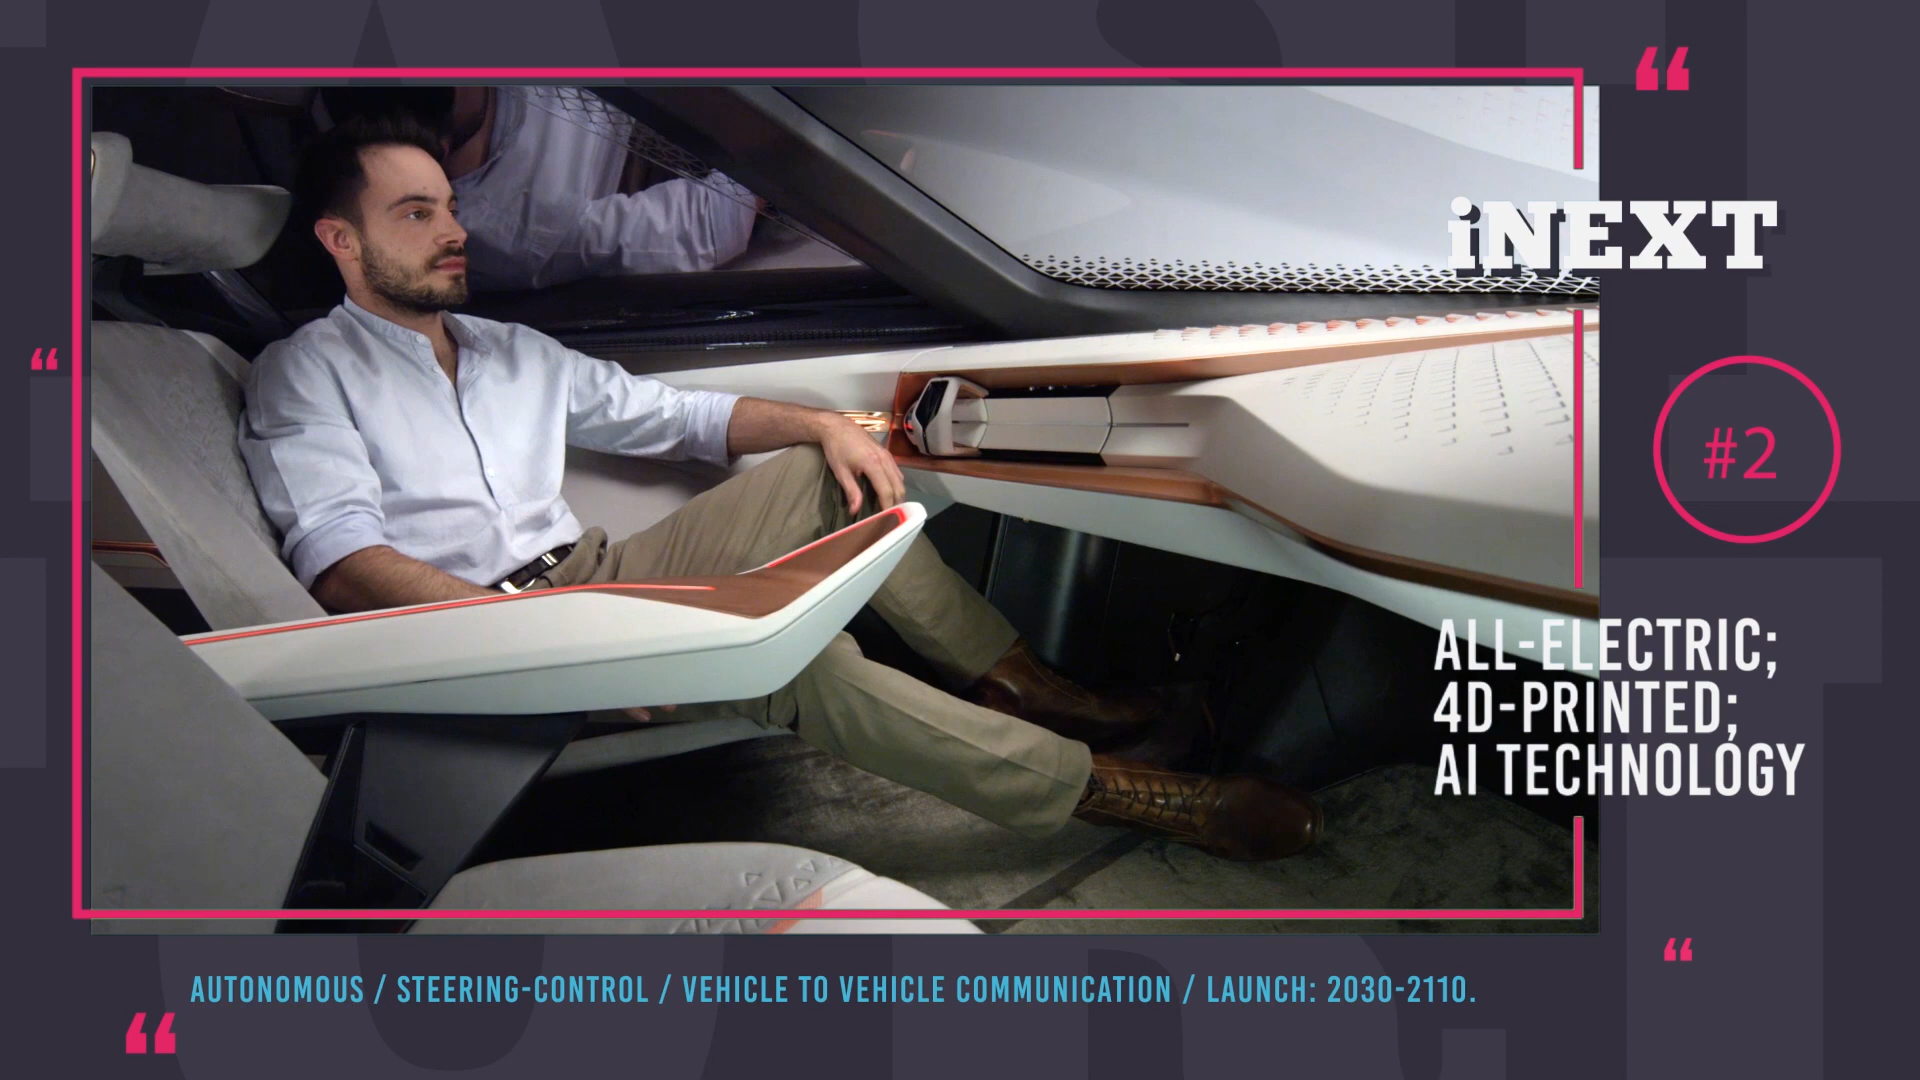 iNEXT
#2
ALL-ELECTRIC;
4D-PRINTED;
AI TECHNOLOGY
AUTONOMOUS / STEERING-CONTROL / VEHICLE TO VEHICLE COMMUNICATION / LAUNCH: 2030-2110.